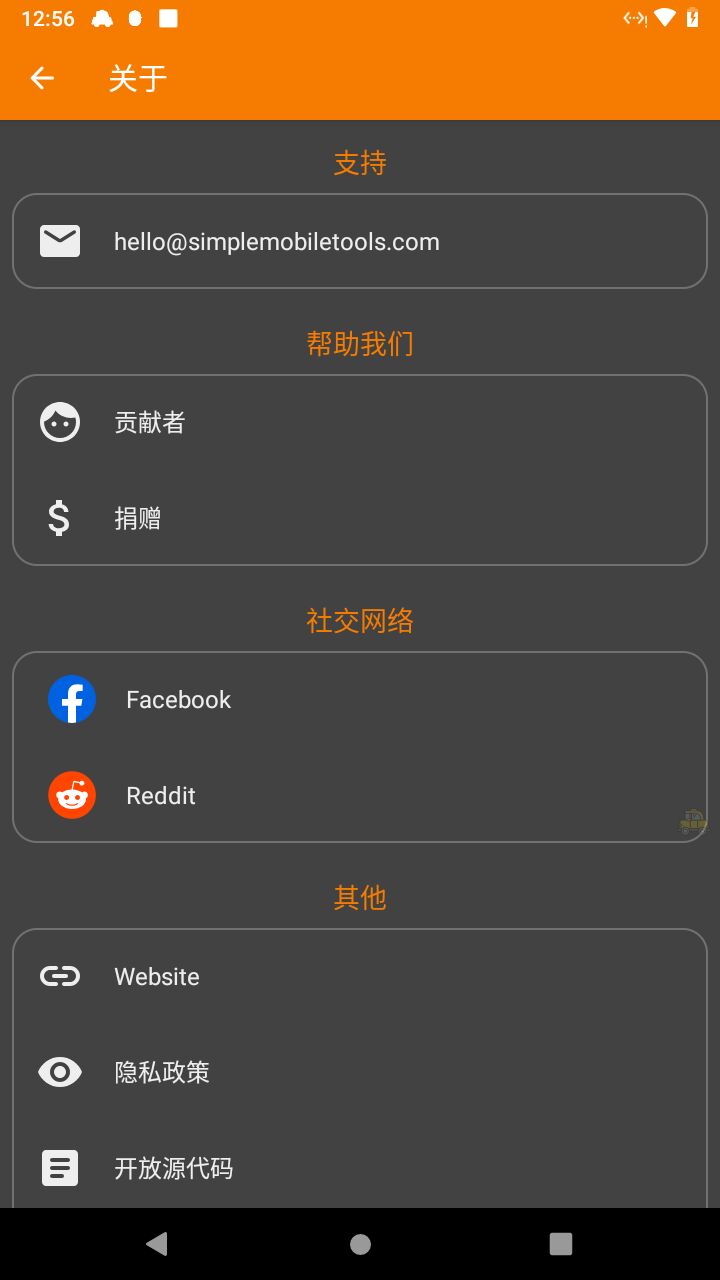 12:56
关于
支持
hello@simplemobiletools.com
帮助我们
贡献者
捐赠
社交网络
Facebook
Reddit
其他
Website
隐私政策
开放源代码